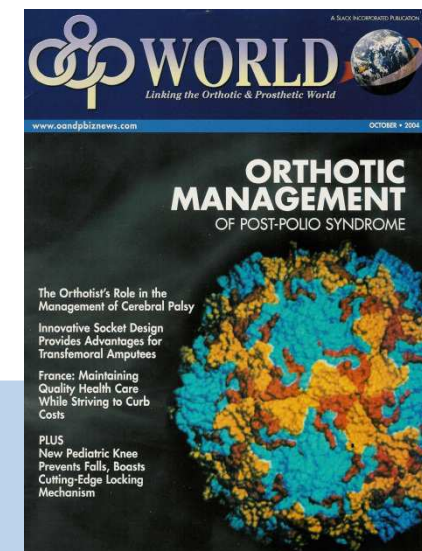 A SLACK INCORPORATED PUBLICATION
O&P WORLD
Linking the Orthotic & Prosthetic World
www.oandpbiznews.com OCTOBER • 2004
ORTHOTIC
MANAGEMENT
OF POST-POLIO SYNDROME
The Orthotist's Role in the
Management of Cerebral Palsy
Innovative Socket Design
Provides Advantages for
Transfemoral Amputees
France: Maintaining
Quality Health Care
While Striving to Curb
Costs
PLUS
New Pediatric Knee
Prevents Falls, Boasts
Cutting-Edge Locking
Mechanism